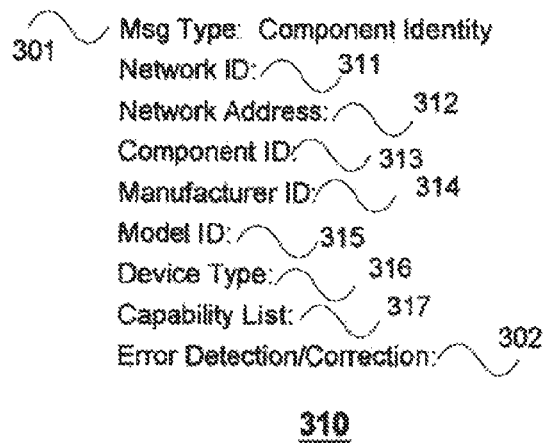 301 Msg Type: Component Identity
Network ID: 311
Network Address: 312
Component ID: 313
Manufacturer ID: 314
Model ID: 315
Device Type: 316
Capability List: 317
Error Detection/Correction: 302
310